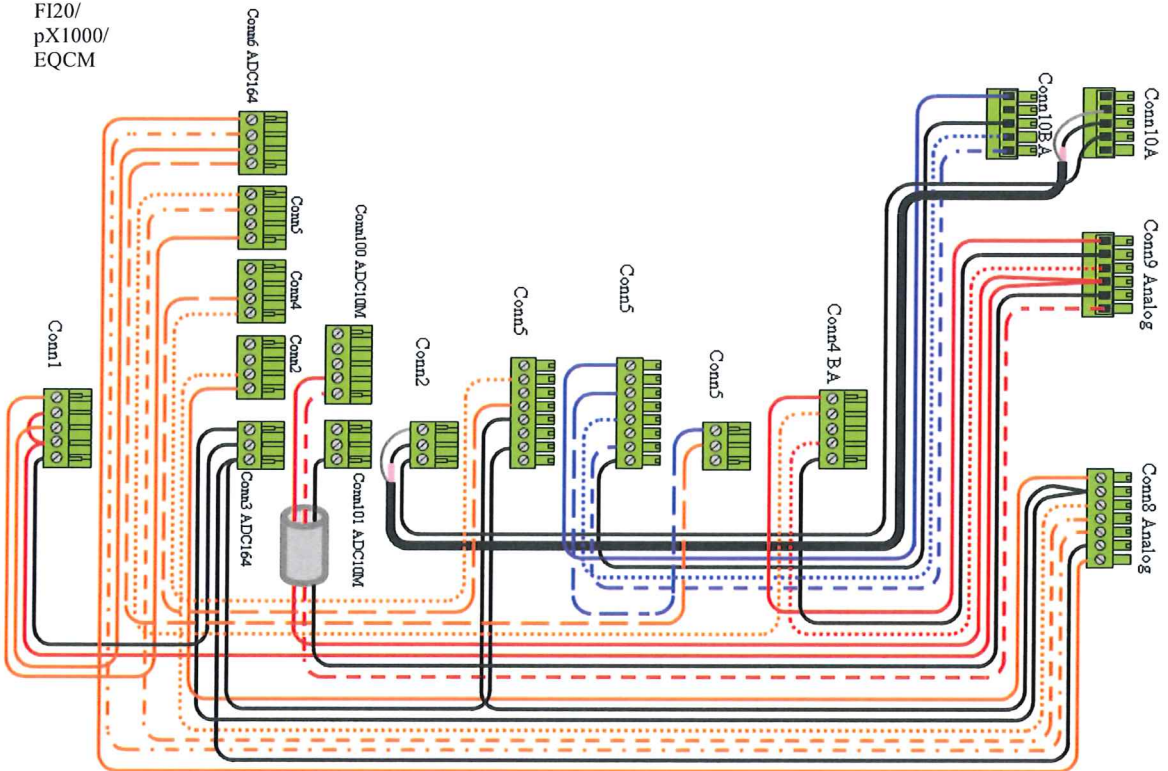 FI20/
pX1000/
EQCM
Conn6 ADC164
Conn5
Conn4
Conn2
Conn3 ADC164
Conn1
Conn100 ADC10M
Conn101 ADC10M
Conn2
Conn5
Conn5
Conn5
Conn4 BA
Conn10BA
Conn10A
Conn9 Analog
Conn8 Analog